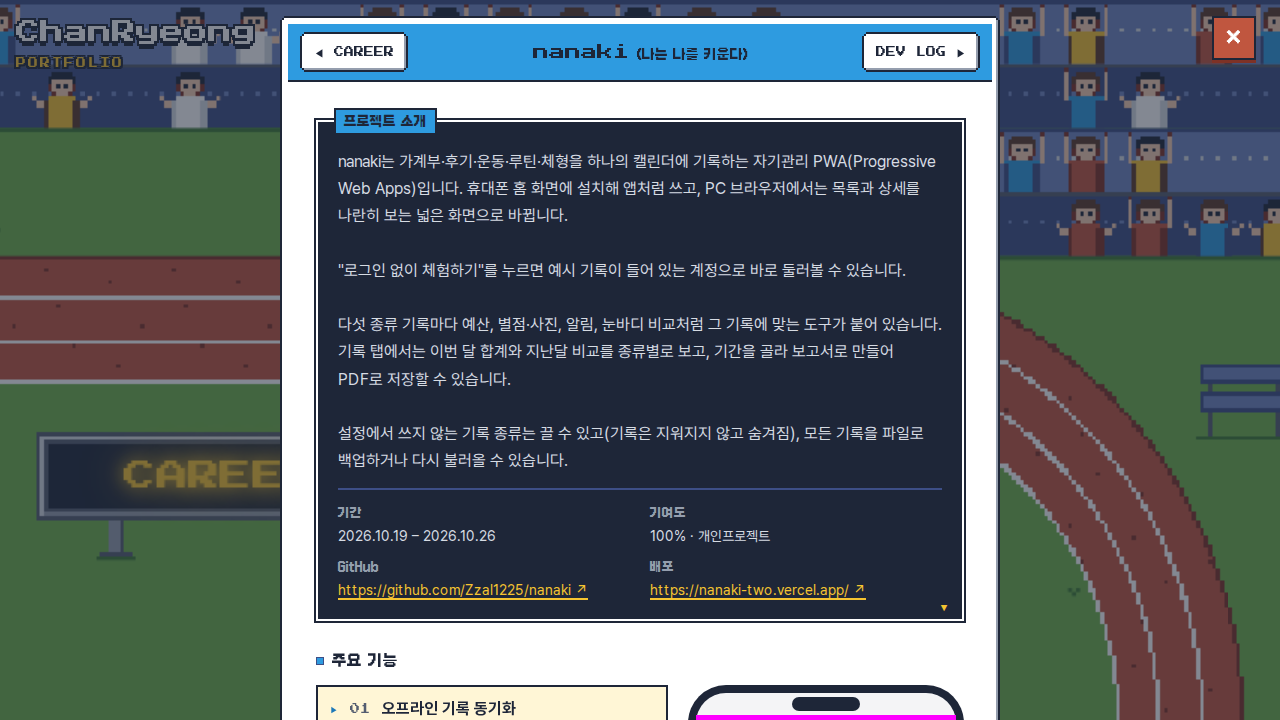 ChanRyeong
PORTFOLIO
◂ CAREER
nanaki (나는 나를 키운다)
DEV LOG ▸
×
프로젝트 소개
nanaki는 가계부·후기·운동·루틴·체형을 하나의 캘린더에 기록하는 자기관리 PWA(Progressive
Web Apps)입니다. 휴대폰 홈 화면에 설치해 앱처럼 쓰고, PC 브라우저에서는 목록과 상세를
나란히 보는 넓은 화면으로 바뀝니다.
"로그인 없이 체험하기"를 누르면 예시 기록이 들어 있는 계정으로 바로 둘러볼 수 있습니다.
다섯 종류 기록마다 예산, 별점·사진, 알림, 눈바디 비교처럼 그 기록에 맞는 도구가 붙어 있습니다.
기록 탭에서는 이번 달 합계와 지난달 비교를 종류별로 보고, 기간을 골라 보고서로 만들어
PDF로 저장할 수 있습니다.
설정에서 쓰지 않는 기록 종류는 끌 수 있고(기록은 지워지지 않고 숨겨짐), 모든 기록을 파일로
백업하거나 다시 불러올 수 있습니다.
기간
2026.10.19 – 2026.10.26
기여도
100% · 개인프로젝트
GitHub
https://github.com/Zzal1225/nanaki ↗
배포
https://nanaki-two.vercel.app/ ↗
▼
CAREE
주요 기능
▸ 01 오프라인 기록 동기화